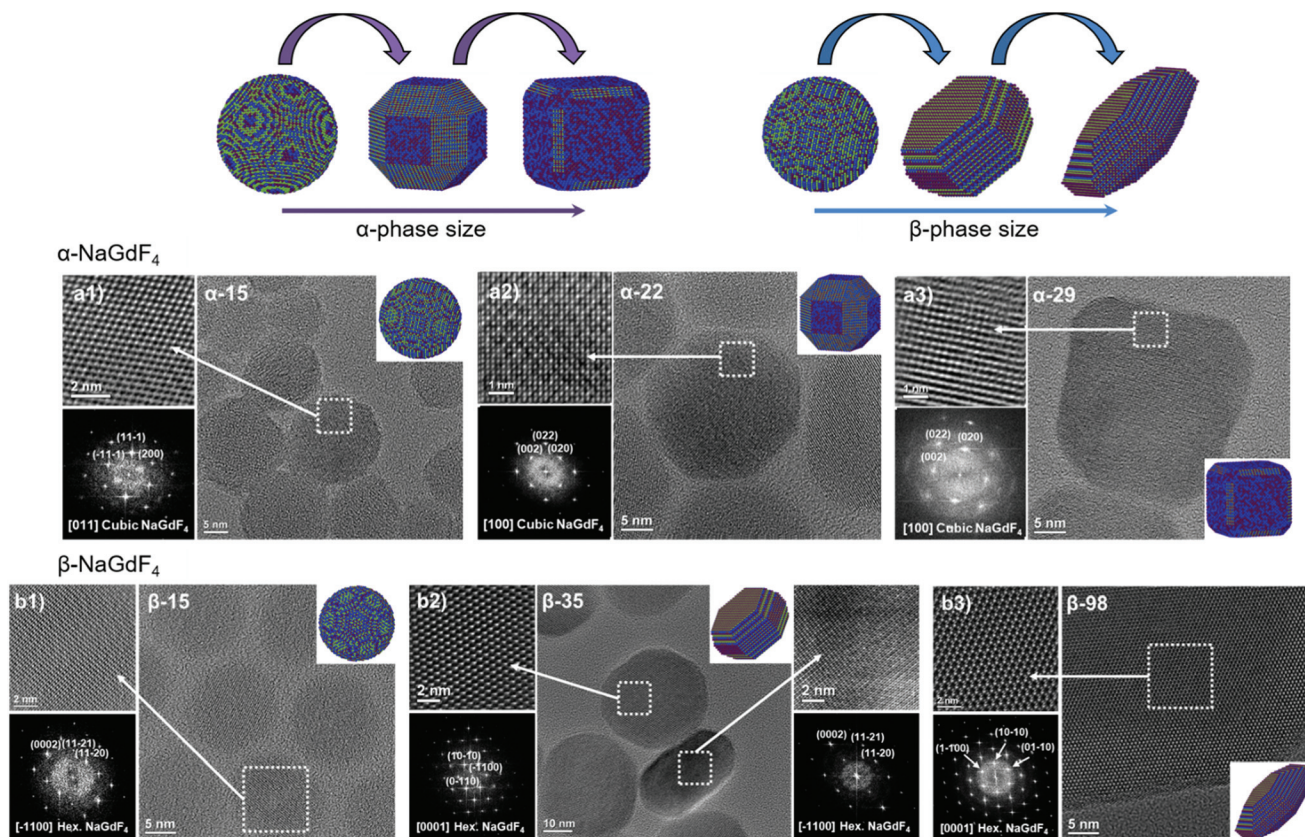 α-phase size
β-phase size
α-NaGdF₄
a1)
α-15
2 nm
(11-1)
(-11-1)
(200)
[011] Cubic NaGdF₄
5 nm
a2)
α-22
1 nm
(022)
(002)
(020)
[100] Cubic NaGdF₄
5 nm
a3)
α-29
1 nm
(022)
(020)
(002)
[100] Cubic NaGdF₄
5 nm
β-NaGdF₄
b1)
β-15
2 nm
(0002)
(11-21)
(11-20)
[-1100] Hex. NaGdF₄
5 nm
b2)
β-35
2 nm
2 nm
(10-10)
(-1100)
(0-110)
[0001] Hex. NaGdF₄
10 nm
(0002)
(11-21)
(11-20)
[-1100] Hex. NaGdF₄
b3)
β-98
2 nm
(10-10)
(1-100)
(01-10)
[0001] Hex. NaGdF₄
5 nm